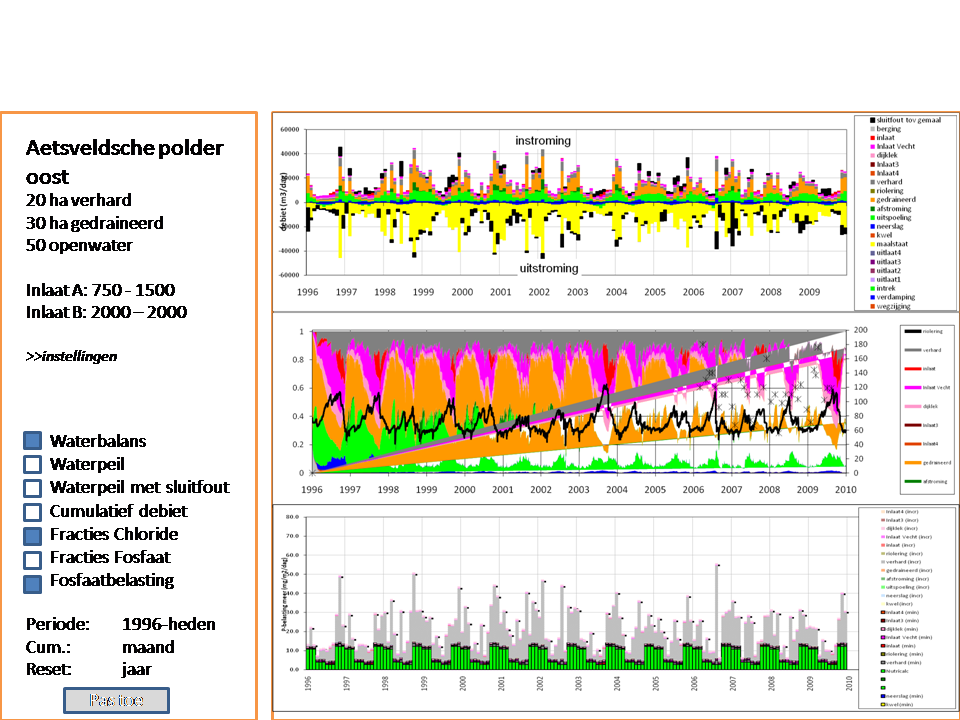 Aetsveldsche polder
oost
20 ha verhard
30 ha gedraineerd
50 openwater
Inlaat A: 750 - 1500
Inlaat B: 2000 – 2000
>>instellingen
Waterbalans
Waterpeil
Waterpeil met sluitfout
Cumulatief debiet
Fracties Chloride
Fracties Fosfaat
Fosfaatbelasting
Periode: 1996-heden
Cum.: maand
Reset: jaar
Pas toe
instroming
uitstroming
debiet (m3/dag)
60000
40000
20000
0
-20000
-40000
-60000
1996 1997 1998 1999 2000 2001 2002 2003 2004 2005 2006 2007 2008 2009
sluitfout tov gemaal
berging
inlaat
Inlaat Vecht
dijklek
Inlaat3
Inlaat4
verhard
riolering
gedraineerd
afstroming
uitspoeling
neerslag
kwel
maalstaat
uitlaat4
uitlaat3
uitlaat2
uitlaat1
intrek
verdamping
wegzijging
1
0.8
0.6
0.4
0.2
0
200
180
160
140
120
100
80
60
40
20
0
1996 1997 1998 1999 2000 2001 2002 2003 2004 2005 2006 2007 2008 2009 2010
riolering
verhard
inlaat
Inlaat Vecht
dijklek
Inlaat3
Inlaat4
gedraineerd
afstroming
80.0
70.0
60.0
50.0
40.0
30.0
20.0
10.0
0.0
1996 1997 1998 1999 2000 2001 2002 2003 2004 2005 2006 2007 2008 2009 2010
Inlaat4 (incr)
Inlaat3 (incr)
dijklek (incr)
Inlaat Vecht (incr)
inlaat (incr)
riolering (incr)
verhard (incr)
gedraineerd (incr)
afstroming (incr)
uitspoeling (incr)
neerslag (incr)
kwel (incr)
Inlaat4 (min)
Inlaat3 (min)
dijklek (min)
Inlaat Vecht (min)
inlaat (min)
riolering (min)
verhard (min)
neerslag (min)
kwel (min)